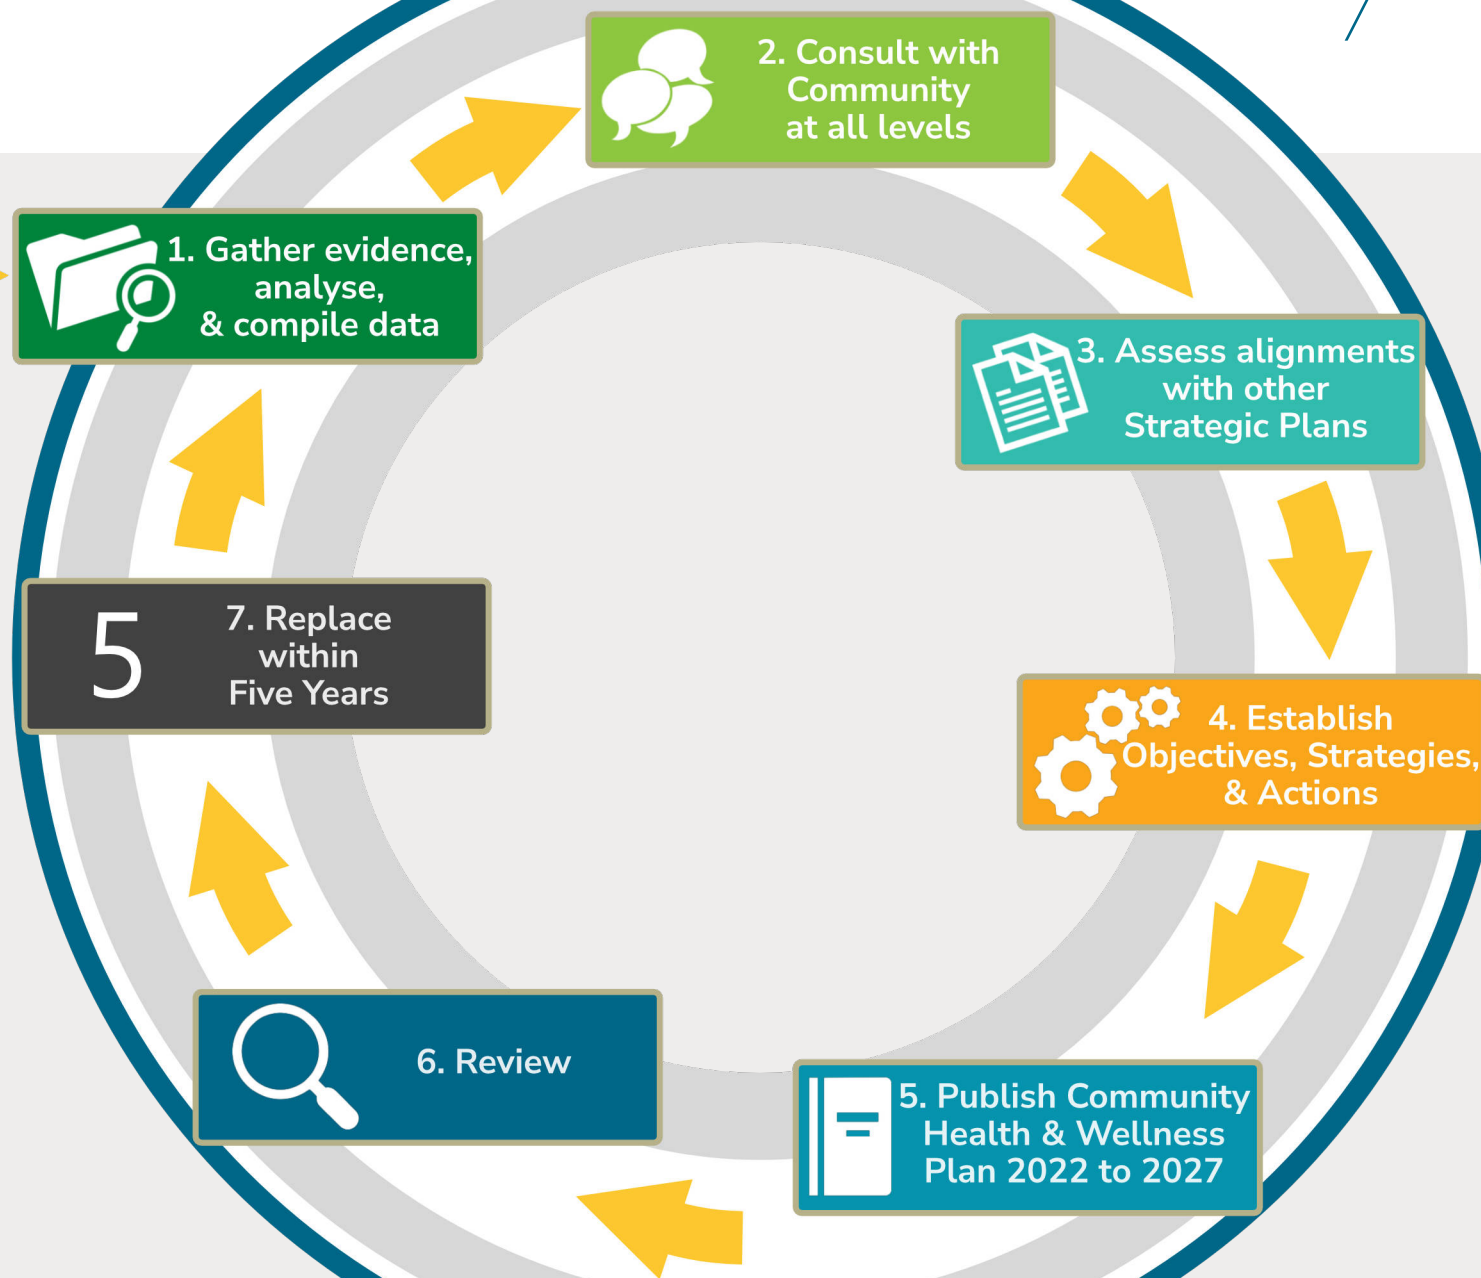 2. Consult with
Community
at all levels
1. Gather evidence,
analyse,
& compile data
3. Assess alignments
with other
Strategic Plans
4. Establish
Objectives, Strategies,
& Actions
5. Publish Community
Health & Wellness
Plan 2022 to 2027
6. Review
5
7. Replace
within
Five Years